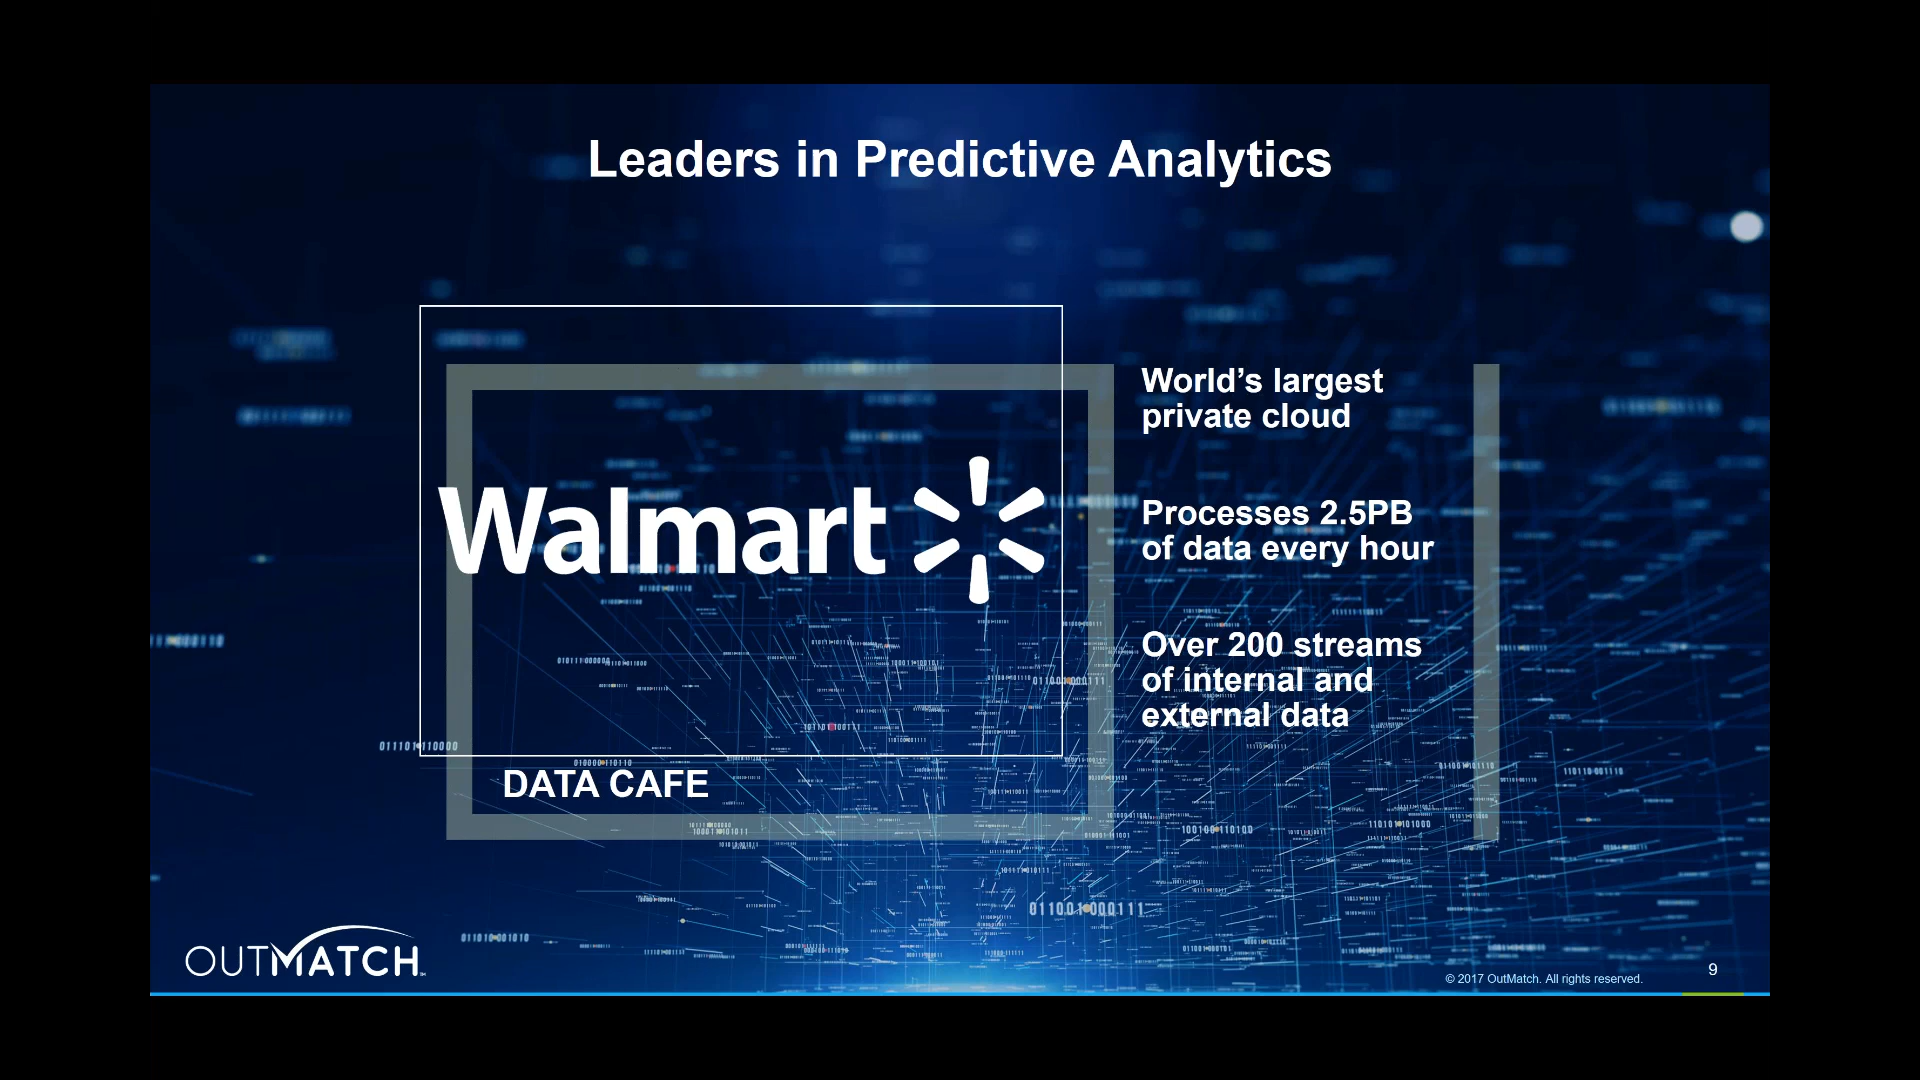 Leaders in Predictive Analytics
Walmart
DATA CAFE
World’s largest
private cloud
Processes 2.5PB
of data every hour
Over 200 streams
of internal and
external data
OUTMATCH
© 2017 OutMatch. All rights reserved.
9